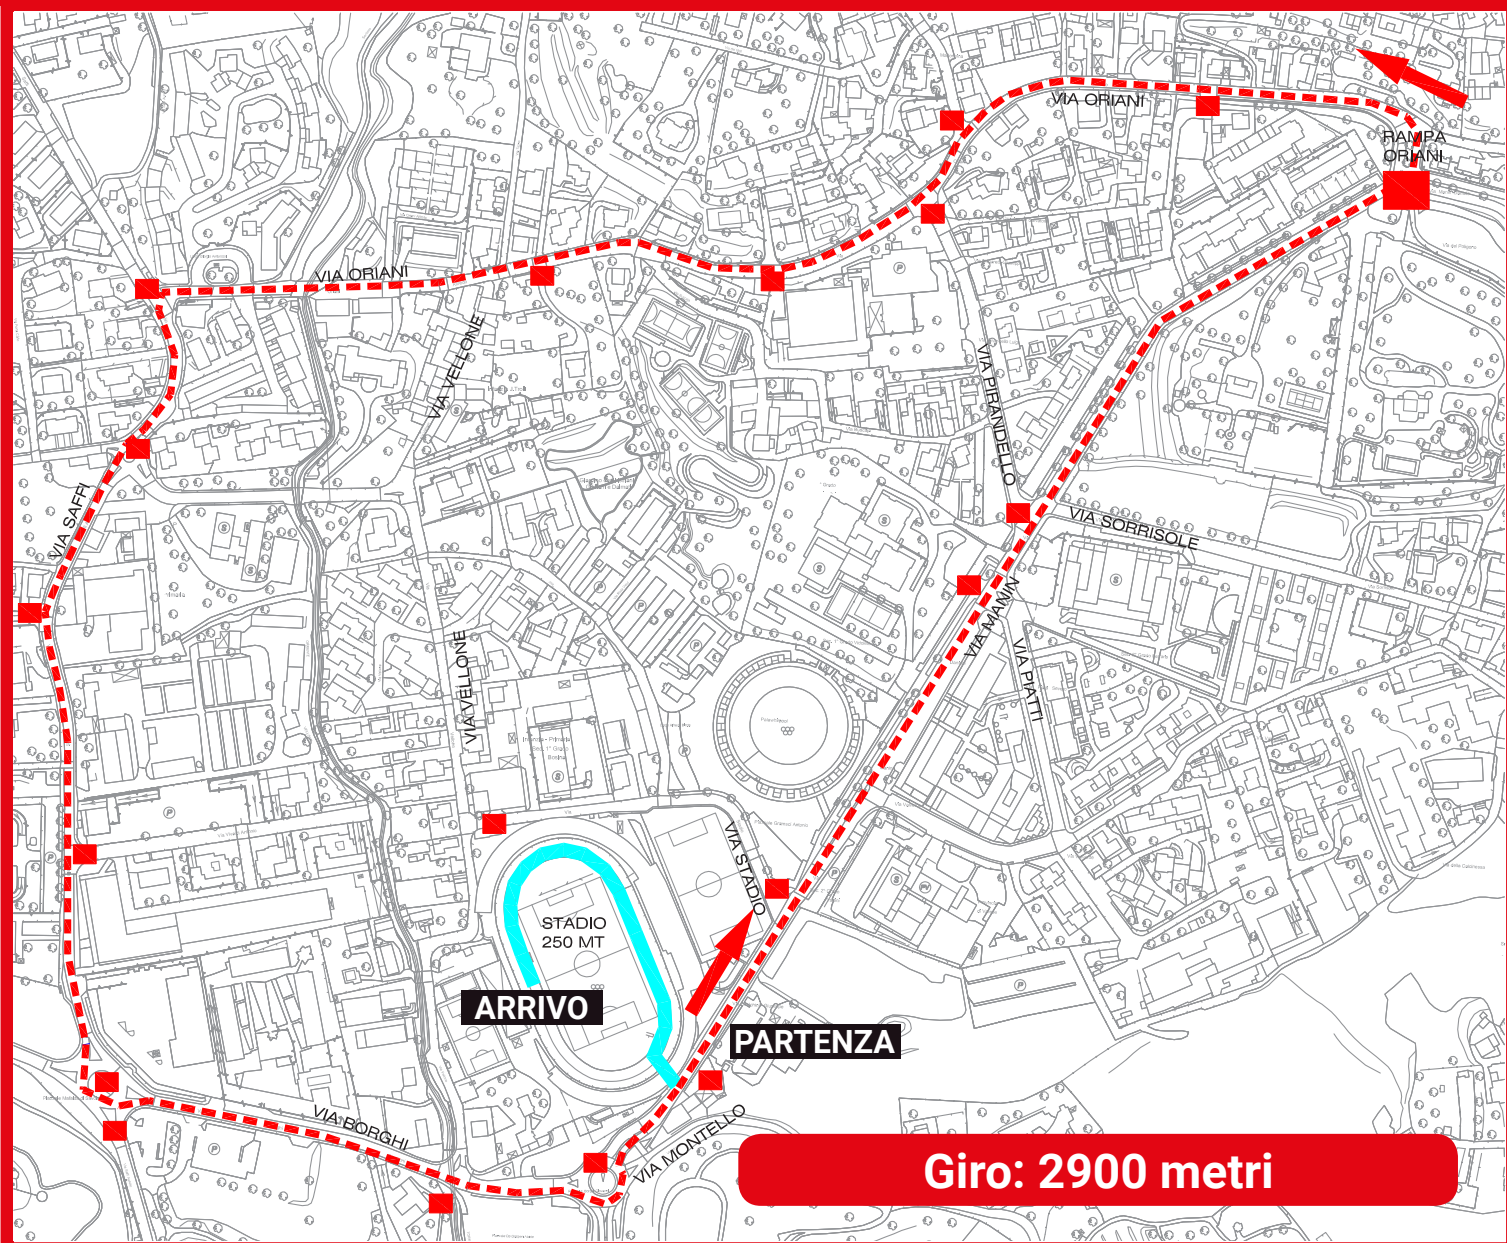 VIA ORIANI
RAMPA
ORIANI
VIA ORIANI
VIA VELLONE
VIA PIRANDELLO
VIA SAFFI
VIA SORRISOLE
VIA MANIN
VIA PIATTI
VIA VELLONE
VIA STADIO
STADIO
250 MT
ARRIVO
PARTENZA
VIA BORGHI
VIA MONTELLO
Giro: 2900 metri